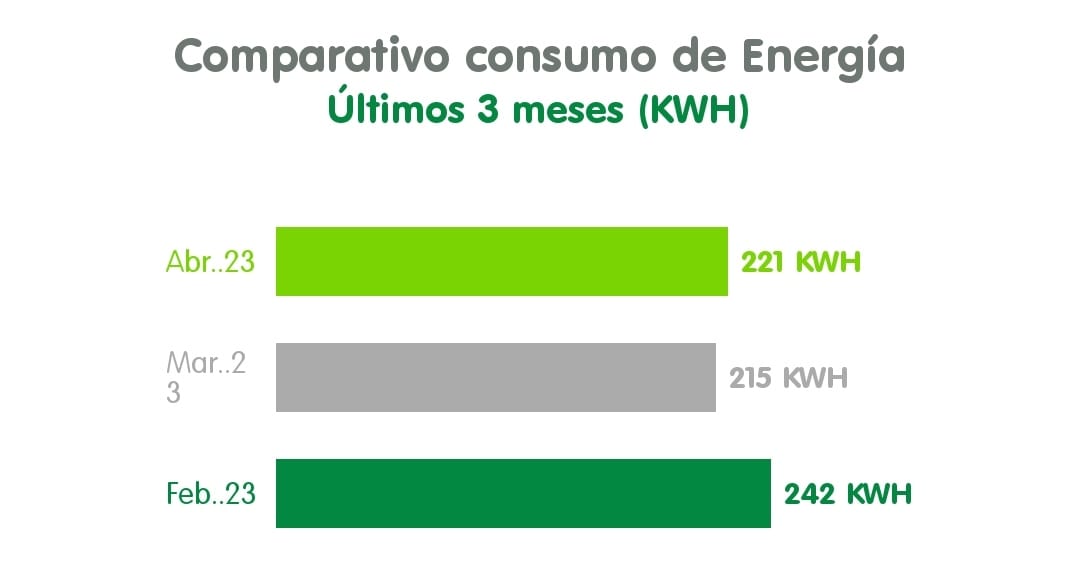 Comparativo consumo de Energía
Últimos 3 meses (KWH)
Abr..23
221 KWH
Mar..2
3
215 KWH
Feb..23
242 KWH